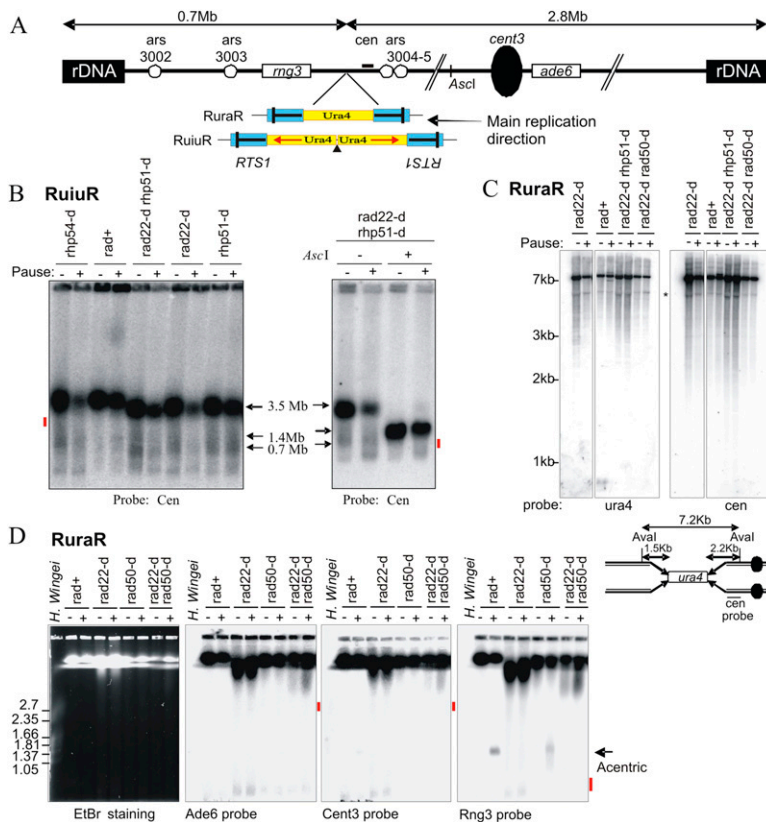 A
0.7Mb
2.8Mb
ars 3002
ars 3003
rng3
cen
ars 3004-5
AscI
cent3
ade6
rDNA
rDNA
RuraR
Ura4
Main replication direction
RuiuR
Ura4 Ura4
RTS1
RTS1
B
RuiuR
rhp54-d
rad+
rad22-d rhp51-d
rad22-d
rhp51-d
Pause: - + - + - + - + - +
3.5 Mb
1.4Mb
0.7 Mb
Probe: Cen
rad22-d rhp51-d
AscI - +
- + - +
Probe: Cen
C
RuraR
rad22-d
rad+
rad22-d rhp51-d
rad22-d rad50-d
rad22-d
rad+
rad22-d rhp51-d
rad22-d rad50-d
Pause: - + - + - + - + - + - + - + - +
7kb
3kb
2kb
1kb
*
probe: ura4 cen
7.2Kb
AvaI
AvaI
1.5Kb
2.2Kb
ura4
cen probe
D
RuraR
H. Wingei
rad+
rad22-d
rad50-d
rad22-d rad50-d
- + - + - + - +
H. Wingei
rad+
rad22-d
rad50-d
rad22-d rad50-d
- + - + - + - +
H. Wingei
rad+
rad22-d
rad50-d
rad22-d rad50-d
- + - + - + - +
H. Wingei
rad+
rad22-d
rad50-d
rad22-d rad50-d
- + - + - + - +
2.7
2.35
1.66
1.81
1.37
1.05
Acentric
EtBr staining
Ade6 probe
Cent3 probe
Rng3 probe